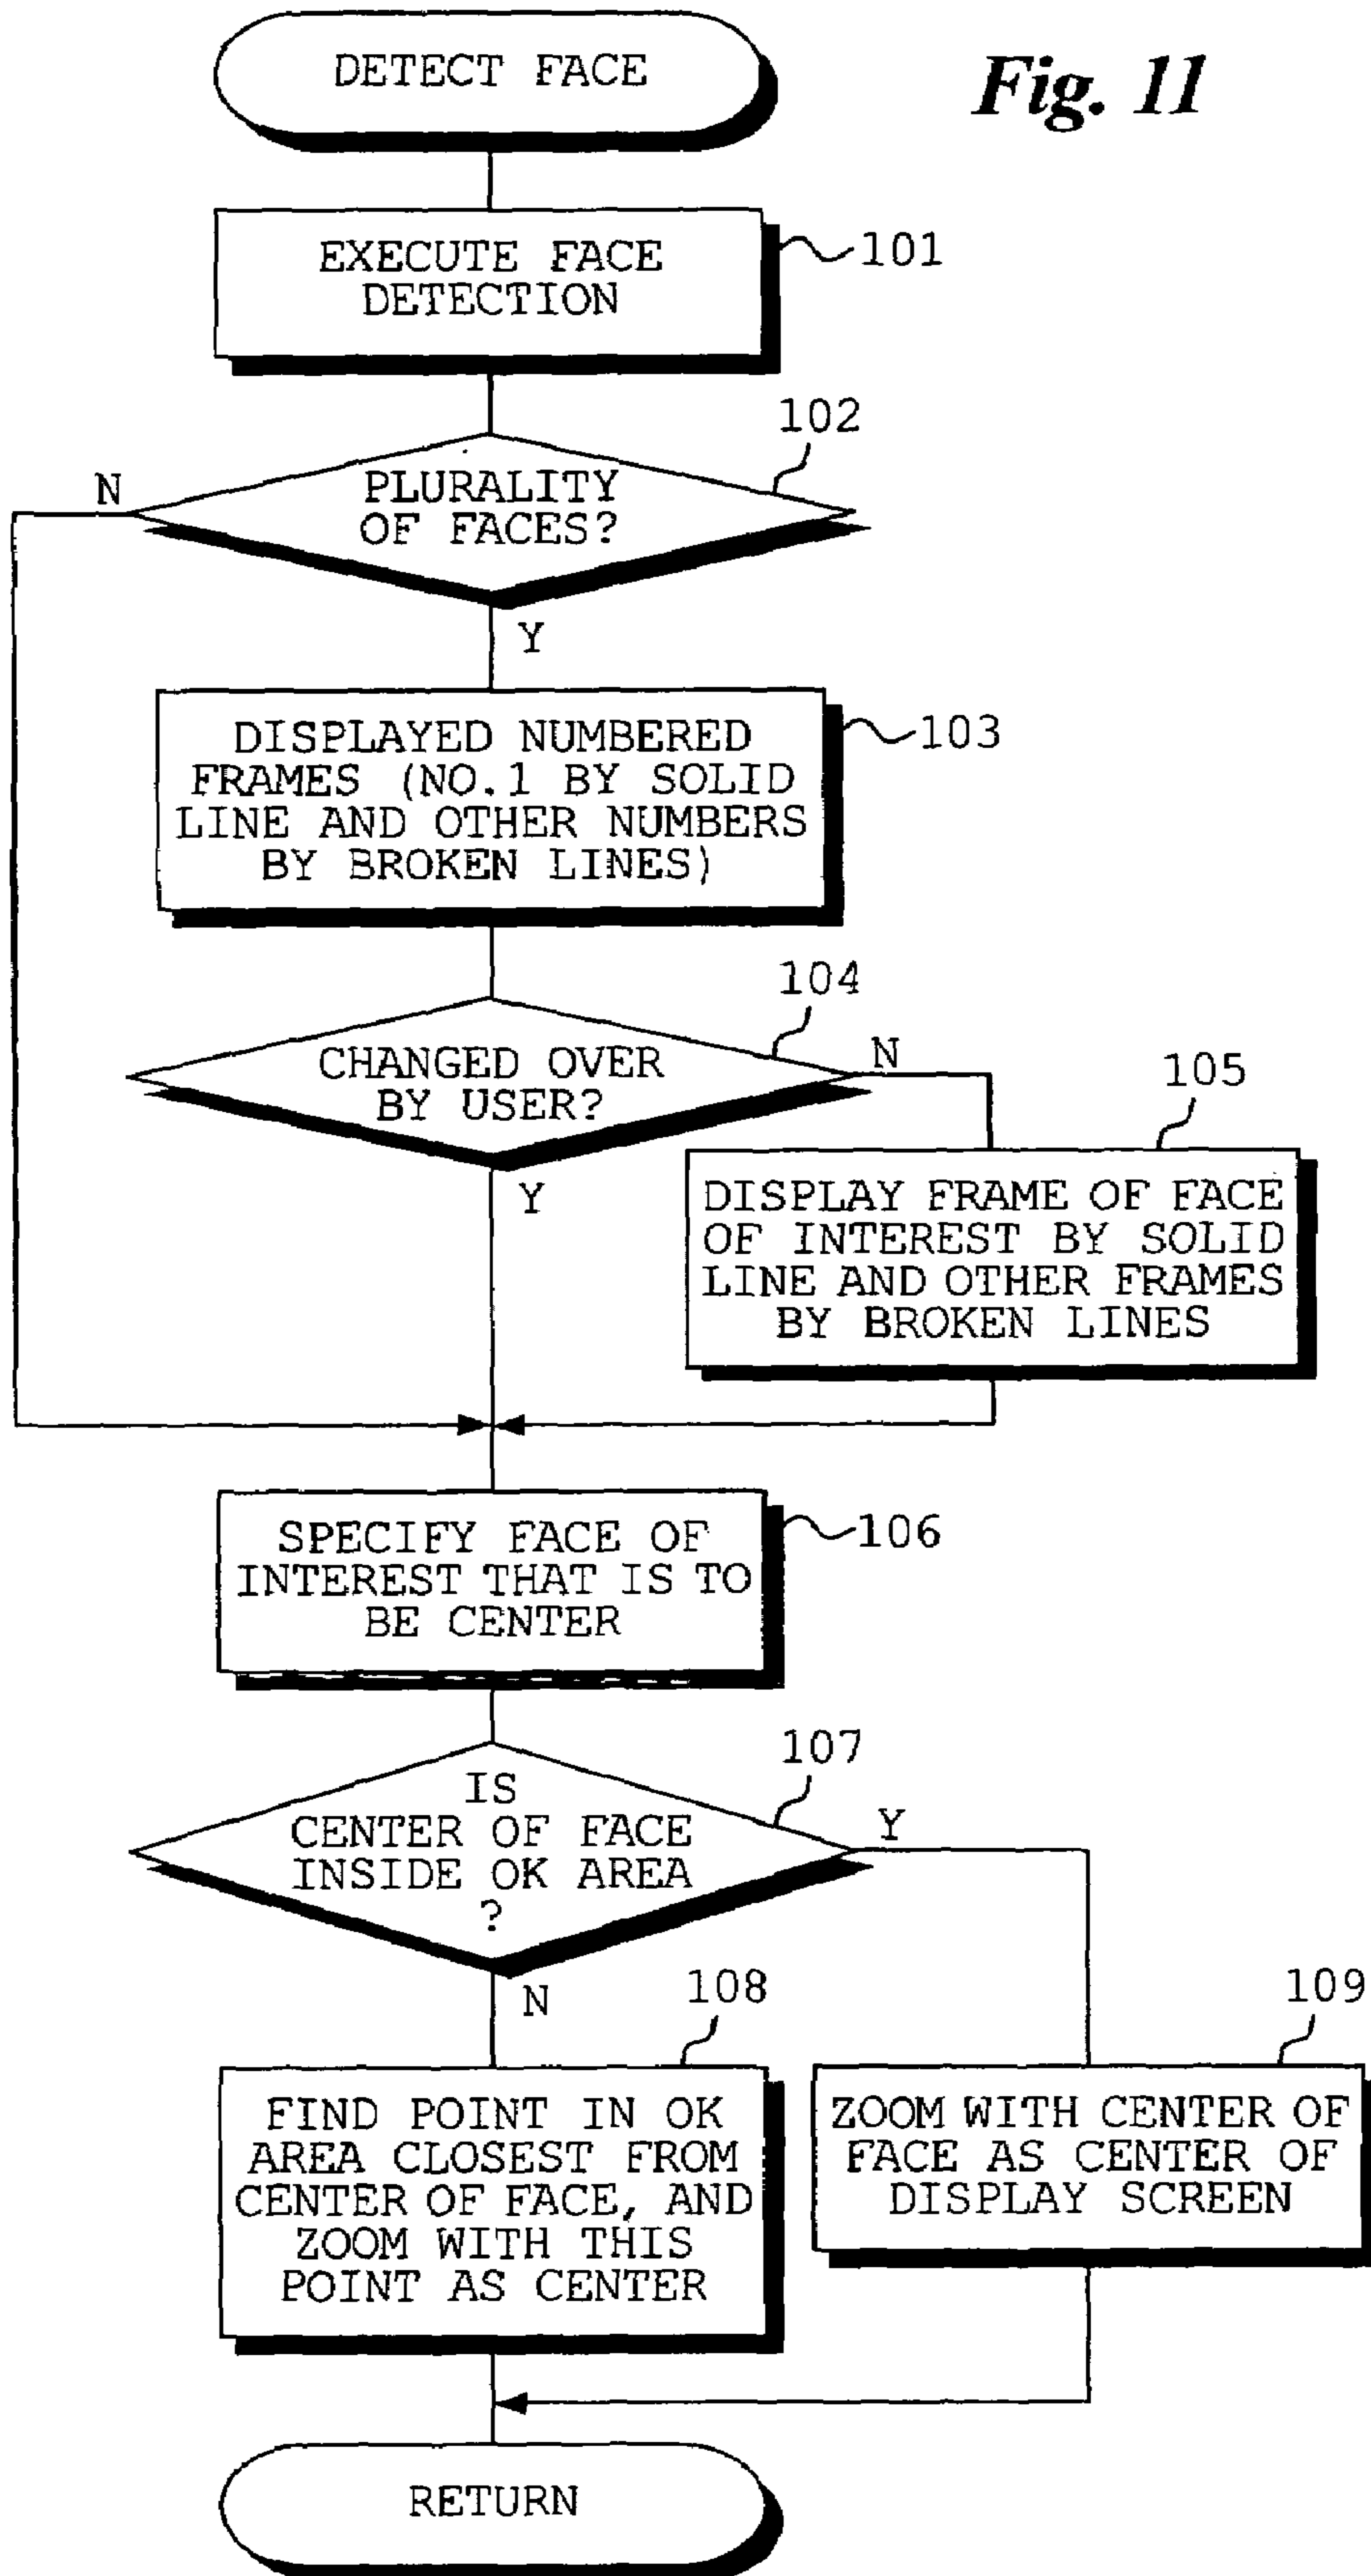 DETECT FACE
Fig. 11
EXECUTE FACE
DETECTION
101
102
N
PLURALITY
OF FACES?
Y
DISPLAYED NUMBERED
FRAMES (NO.1 BY SOLID
LINE AND OTHER NUMBERS
BY BROKEN LINES)
103
104
CHANGED OVER
BY USER?
N
Y
105
DISPLAY FRAME OF FACE
OF INTEREST BY SOLID
LINE AND OTHER FRAMES
BY BROKEN LINES
SPECIFY FACE OF
INTEREST THAT IS TO
BE CENTER
106
107
IS
CENTER OF FACE
INSIDE OK AREA
?
Y
N
108
FIND POINT IN OK
AREA CLOSEST FROM
CENTER OF FACE, AND
ZOOM WITH THIS
POINT AS CENTER
109
ZOOM WITH CENTER OF
FACE AS CENTER OF
DISPLAY SCREEN
RETURN